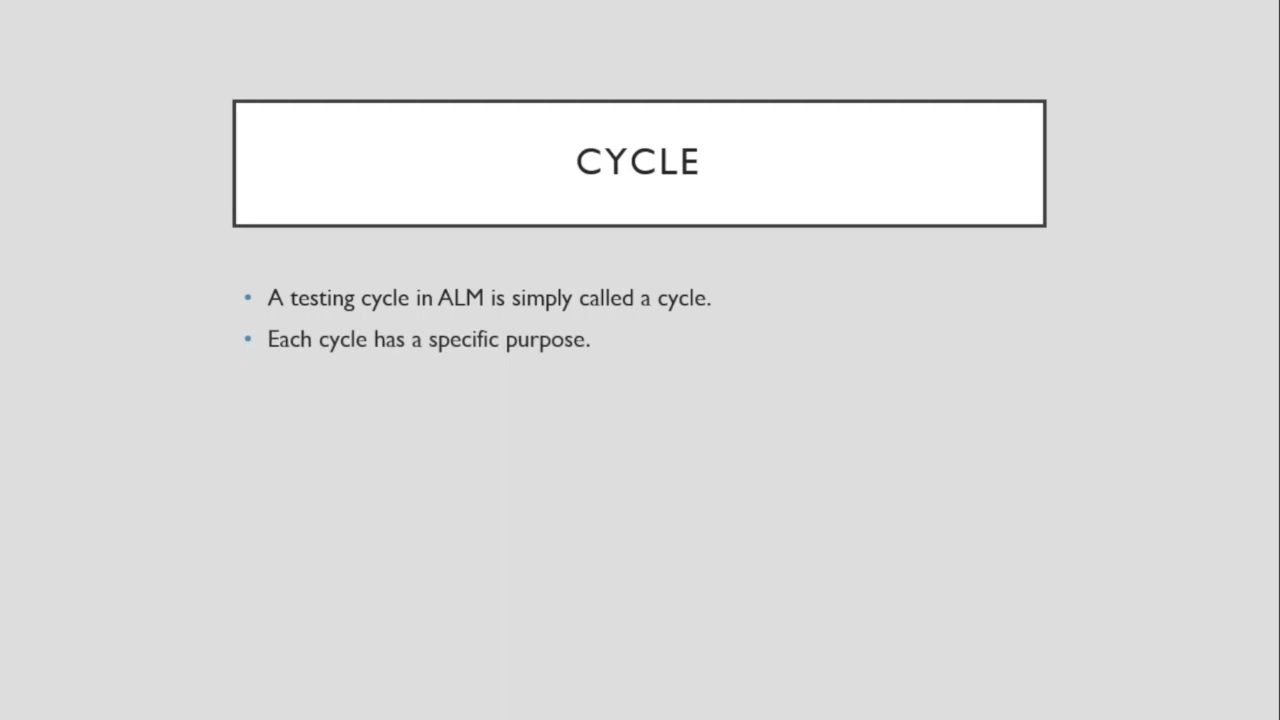 CYCLE
• A testing cycle in ALM is simply called a cycle.
• Each cycle has a specific purpose.